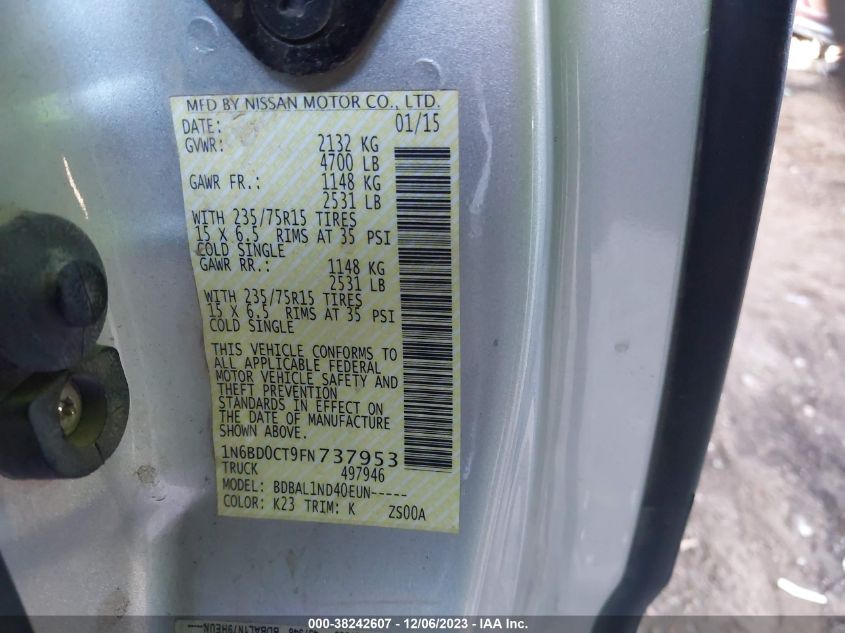 MFD BY NISSAN MOTOR CO., LTD.
DATE: 01/15
GVWR: 2132 KG
4700 LB
GAWR FR.: 1148 KG
2531 LB
WITH 235/75R15 TIRES
15 X 6.5 RIMS AT 35 PSI
COLD SINGLE
GAWR RR.: 1148 KG
2531 LB
WITH 235/75R15 TIRES
15 X 6.5 RIMS AT 35 PSI
COLD SINGLE
THIS VEHICLE CONFORMS TO
ALL APPLICABLE FEDERAL
MOTOR VEHICLE SAFETY AND
THEFT PREVENTION
STANDARDS IN EFFECT ON
THE DATE OF MANUFACTURE
SHOWN ABOVE.
1N6BD0CT9FN737953
TRUCK 497946
MODEL: BDBAL1ND40EUN-----
COLOR: K23 TRIM: K ZS00A
000-38242607 - 12/06/2023 - © IAA, Inc.